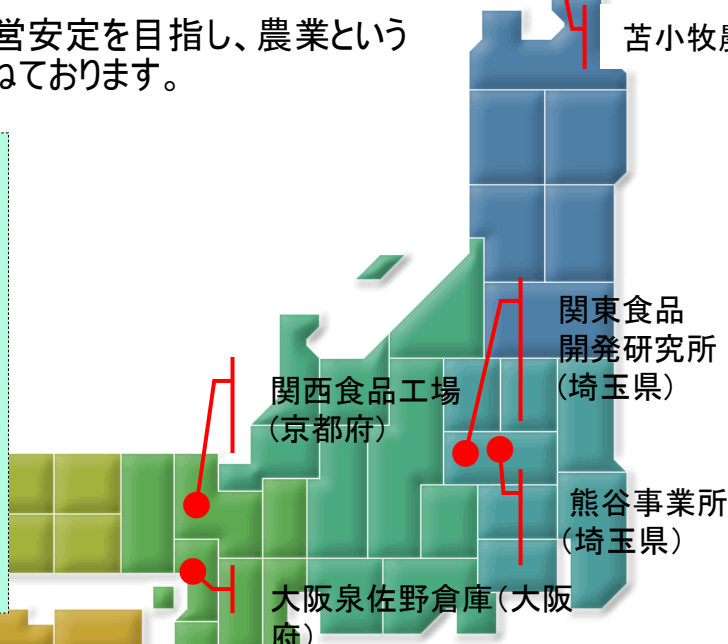 営安定を目指し、農業という
ねております。
苫小牧農
関東食品
開発研究所
(埼玉県)
関西食品工場
(京都府)
熊谷事業所
(埼玉県)
大阪泉佐野倉庫(大阪
府)